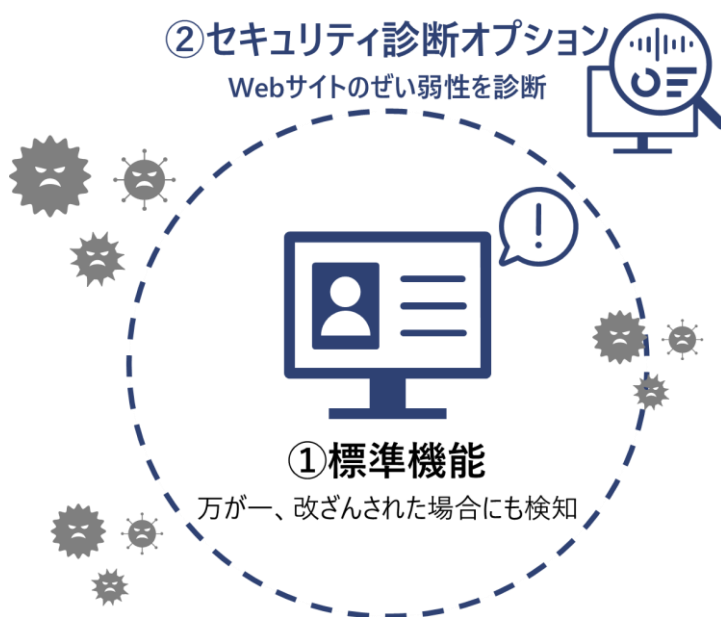 ②セキュリティ診断オプション
Webサイトのぜい弱性を診断
①標準機能
万が一、改ざんされた場合にも検知